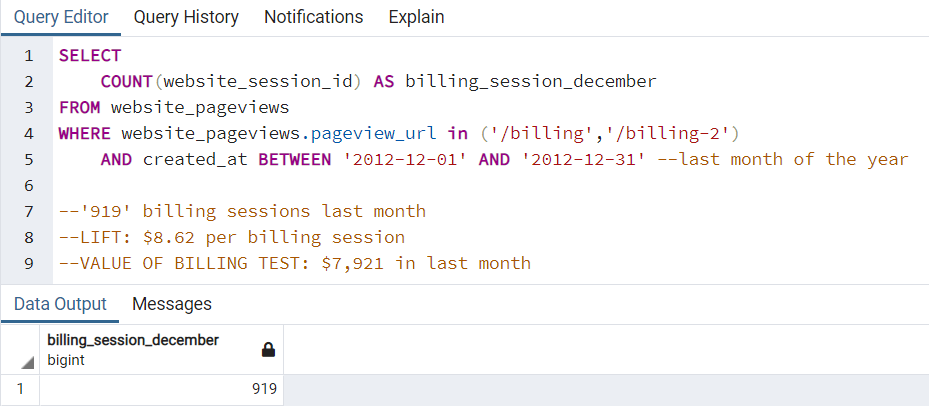 Query Editor Query History Notifications Explain
1 SELECT
2 COUNT(website_session_id) AS billing_session_december
3 FROM website_pageviews
4 WHERE website_pageviews.pageview_url in ('/billing','/billing-2')
5 AND created_at BETWEEN '2012-12-01' AND '2012-12-31' --last month of the year
6
7 --'919' billing sessions last month
8 --LIFT: $8.62 per billing session
9 --VALUE OF BILLING TEST: $7,921 in last month
Data Output Messages
billing_session_december
bigint
1 919